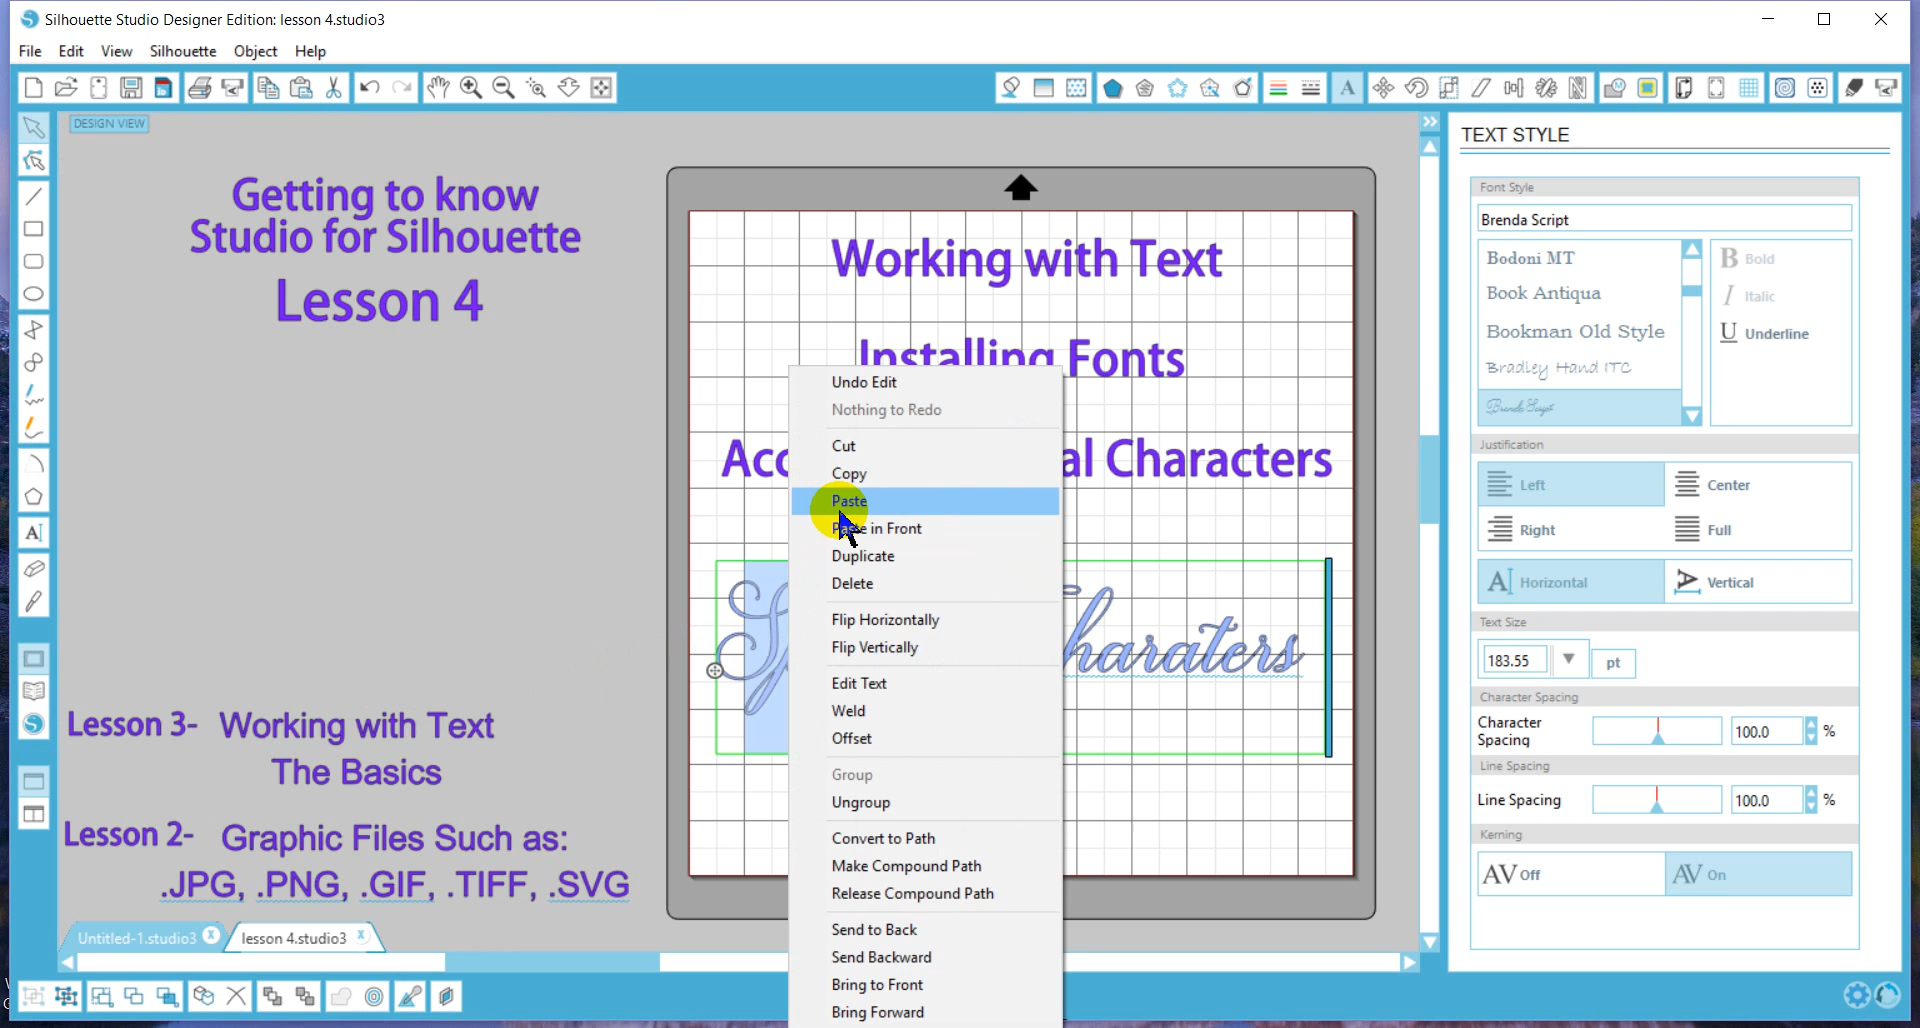 Silhouette Studio Designer Edition: lesson 4.studio3
File Edit View Silhouette Object Help
DESIGN VIEW
Getting to know
Studio for Silhouette
Lesson 4
Lesson 3- Working with Text
The Basics
Lesson 2- Graphic Files Such as:
.JPG, .PNG, .GIF, .TIFF, .SVG
Working with Text
Installing Fonts
Acc al Characters
Sp Charaters
Undo Edit
Nothing to Redo
Cut
Copy
Paste
Paste in Front
Duplicate
Delete
Flip Horizontally
Flip Vertically
Edit Text
Weld
Offset
Group
Ungroup
Convert to Path
Make Compound Path
Release Compound Path
Send to Back
Send Backward
Bring to Front
Bring Forward
TEXT STYLE
Font Style
Brenda Script
Bodoni MT
Book Antiqua
Bookman Old Style
Bradley Hand ITC
Brenda Script
B Bold
I Italic
U Underline
Justification
Left Center
Right Full
A Horizontal A Vertical
Text Size
183.55 pt
Character Spacing
Character Spacing 100.0 %
Line Spacing
Line Spacing 100.0 %
Kerning
AV Off AV On
Untitled-1.studio3 x lesson 4.studio3 x